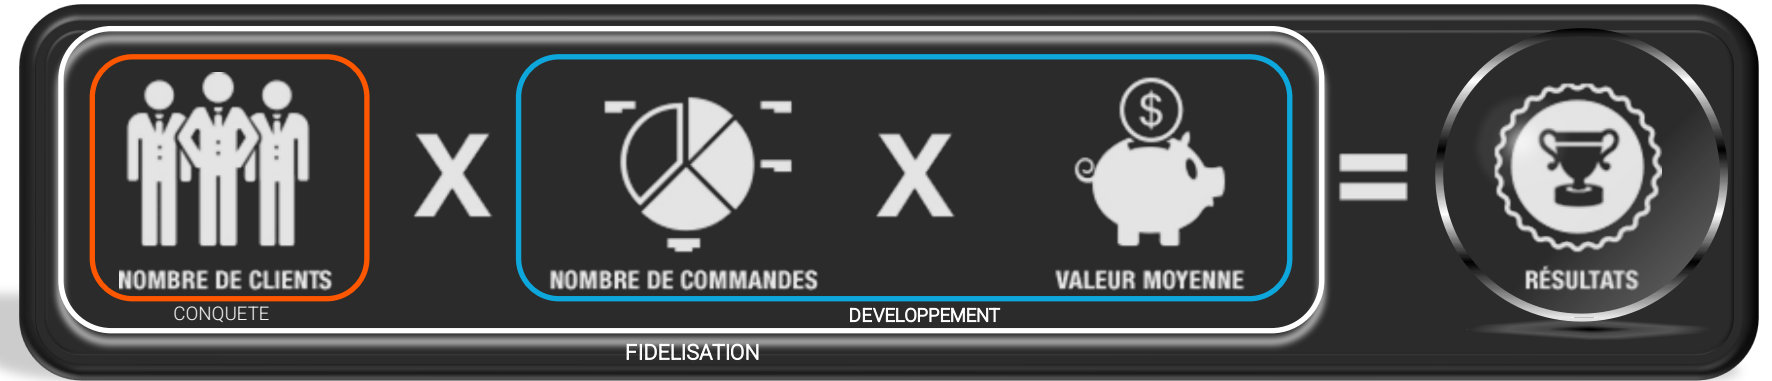 X
$
X
=
NOMBRE DE CLIENTS
NOMBRE DE COMMANDES
VALEUR MOYENNE
RÉSULTATS
CONQUETE
DEVELOPPEMENT
FIDELISATION